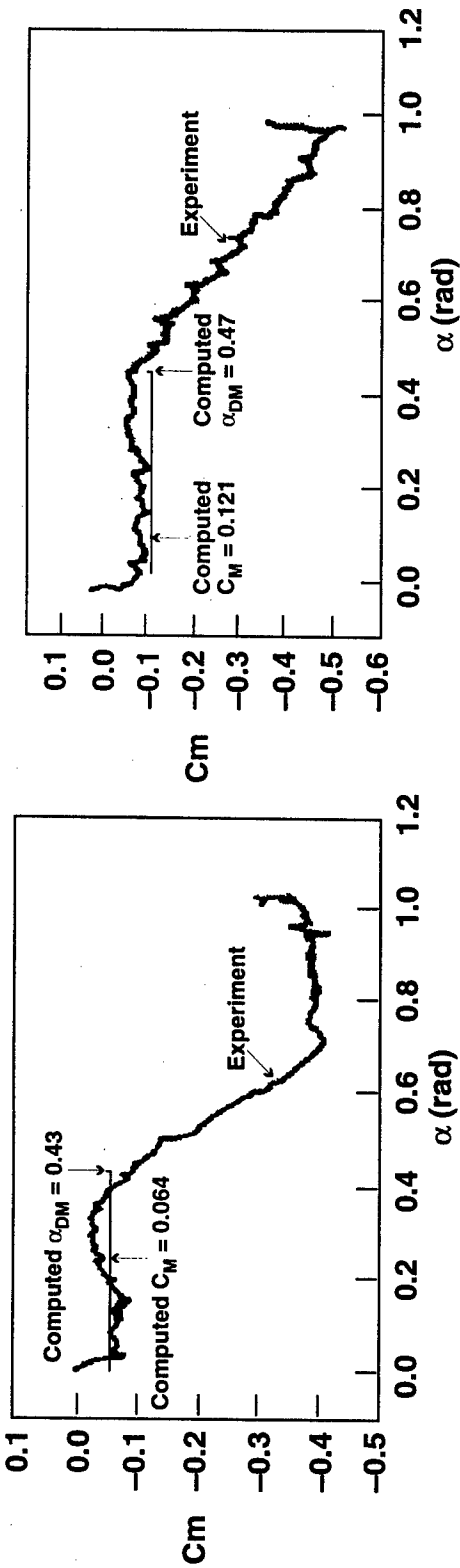 0.1
0.0
−0.1
−0.2
−0.3
−0.4
−0.5
Cm
0.0
0.2
0.4
0.6
0.8
1.0
1.2
α (rad)
Computed αDM = 0.43
Computed CM = 0.064
Experiment
0.1
0.0
−0.1
−0.2
−0.3
−0.4
−0.5
−0.6
Cm
0.0
0.2
0.4
0.6
0.8
1.0
1.2
α (rad)
Computed
CM = 0.121
Computed
αDM = 0.47
Experiment